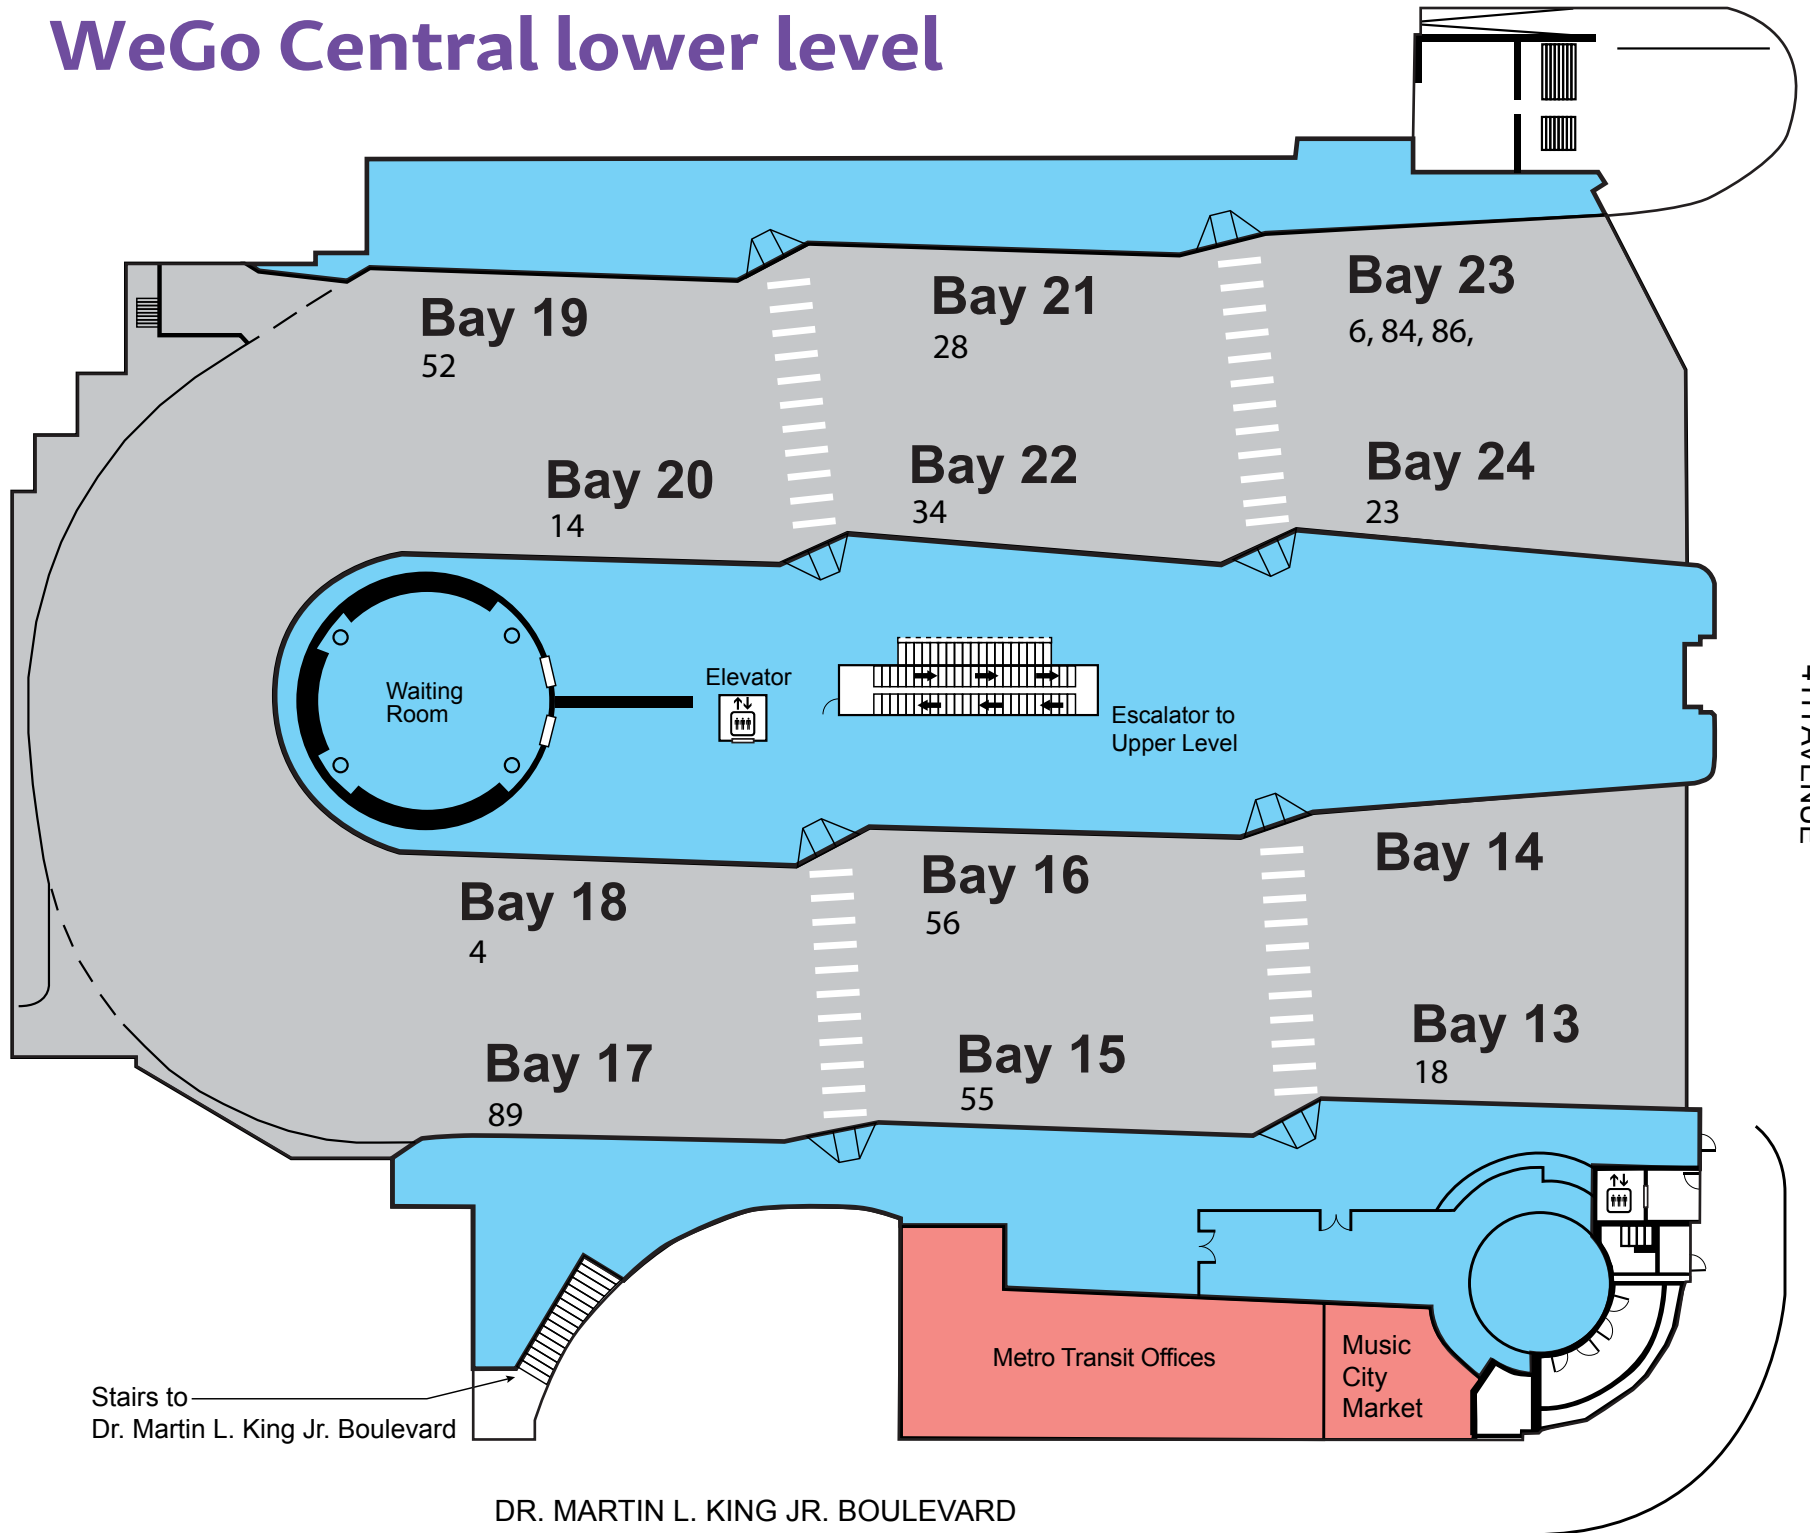 WeGo Central lower level
Bay 19
52
Bay 21
28
Bay 23
6, 84, 86,
Bay 20
14
Bay 22
34
Bay 24
23
Waiting
Room
Elevator
Escalator to
Upper Level
4TH AVENUE
Bay 18
4
Bay 16
56
Bay 14
Bay 17
89
Bay 15
55
Bay 13
18
Metro Transit Offices
Music
City
Market
Stairs to
Dr. Martin L. King Jr. Boulevard
DR. MARTIN L. KING JR. BOULEVARD